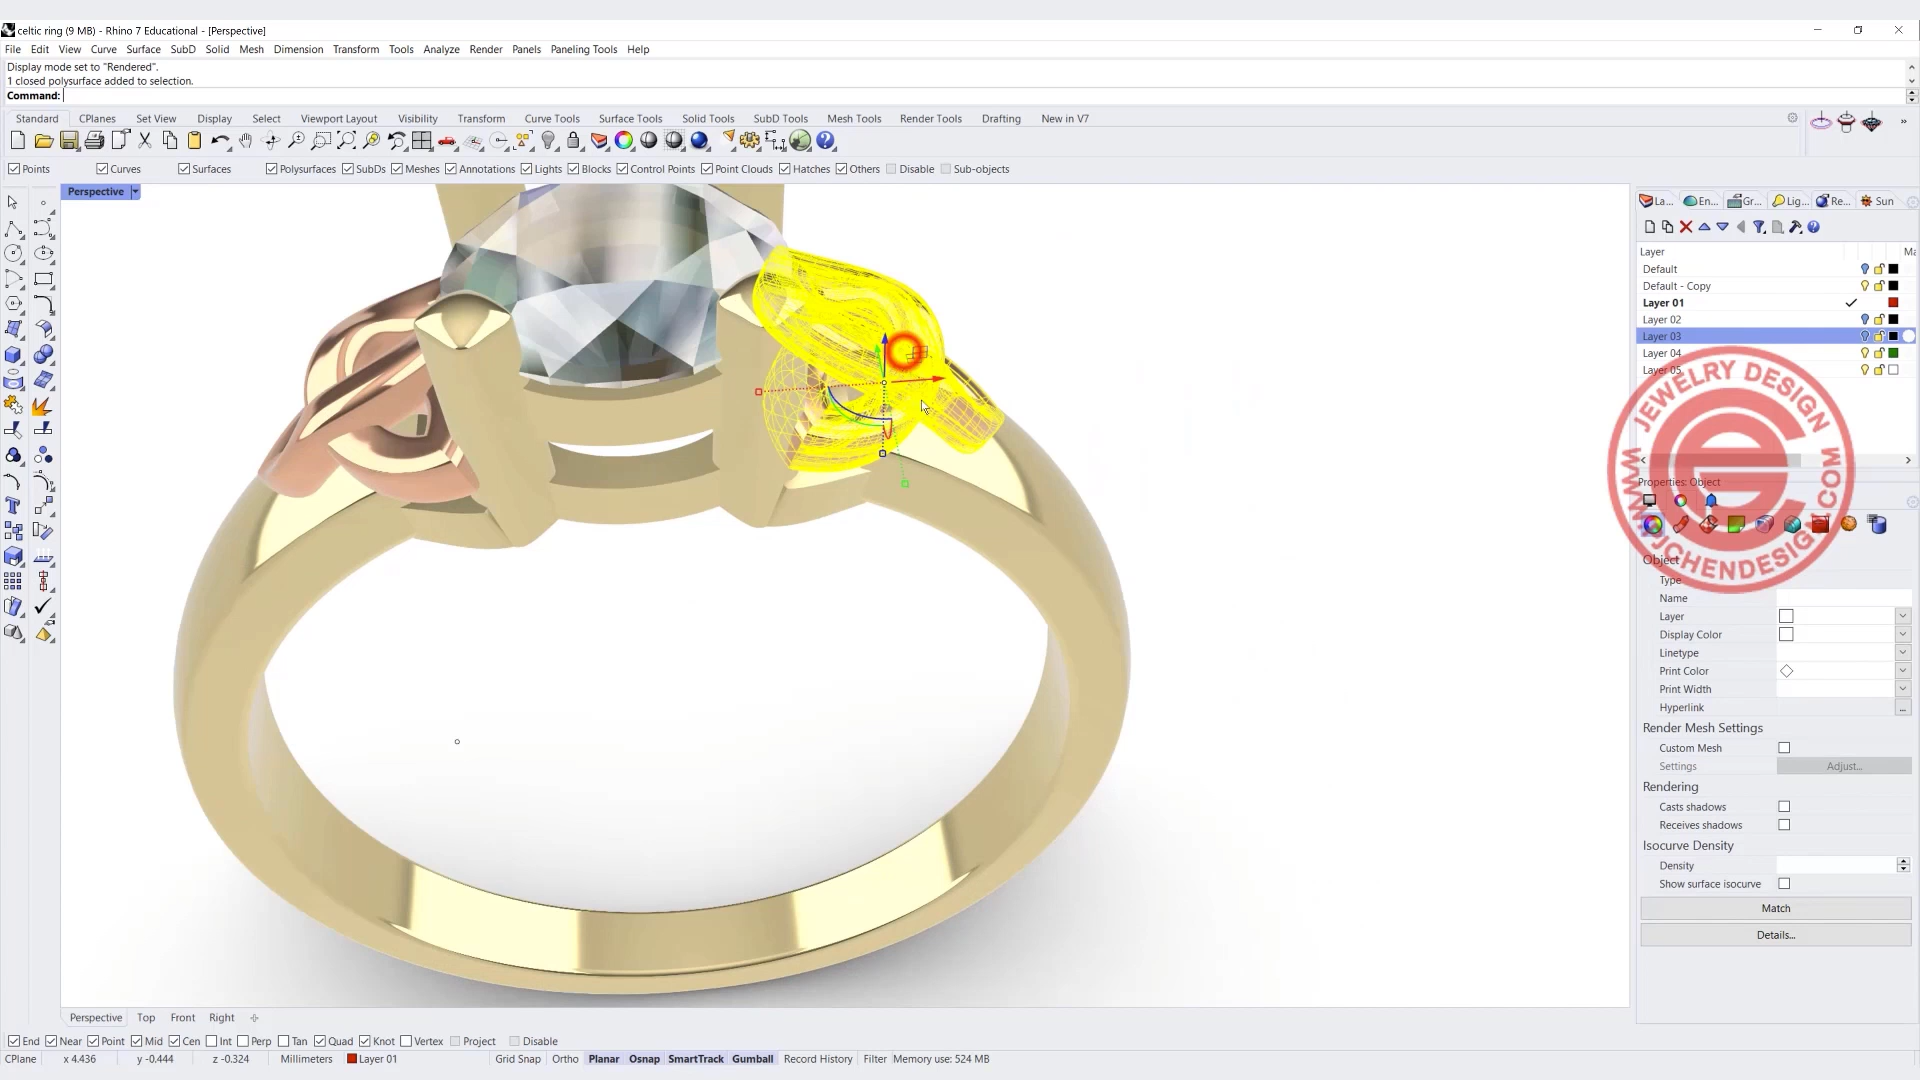 celtic ring (9 MB) - Rhino 7 Educational - [Perspective]
File Edit View Curve Surface SubD Solid Mesh Dimension Transform Tools Analyze Render Panels Paneling Tools Help
Display mode set to "Rendered".
1 closed polysurface added to selection.
Command:
Standard CPlanes Set View Display Select Viewport Layout Visibility Transform Curve Tools Surface Tools Solid Tools SubD Tools Mesh Tools Render Tools Drafting New in V7
Points Curves Surfaces Polysurfaces SubDs Meshes Annotations Lights Blocks Control Points Point Clouds Hatches Others Disable Sub-objects
Perspective
La... En... Gr... Lig... Re... Sun
Layer Ma
Default
Default - Copy
Layer 01
Layer 02
Layer 03
Layer 04
Layer 05
JEWELRY DESIGN
WWW.JCHENDESIGN.COM
Properties: Object
Object
Type
Name
Layer
Display Color
Linetype
Print Color
Print Width
Hyperlink ...
Render Mesh Settings
Custom Mesh
Settings Adjust...
Rendering
Casts shadows
Receives shadows
Isocurve Density
Density
Show surface isocurve
Match
Details...
Perspective Top Front Right
End Near Point Mid Cen Int Perp Tan Quad Knot Vertex Project Disable
CPlane x 4.436 y -0.444 z -0.324 Millimeters Layer 01 Grid Snap Ortho Planar Osnap SmartTrack Gumball Record History Filter Memory use: 524 MB